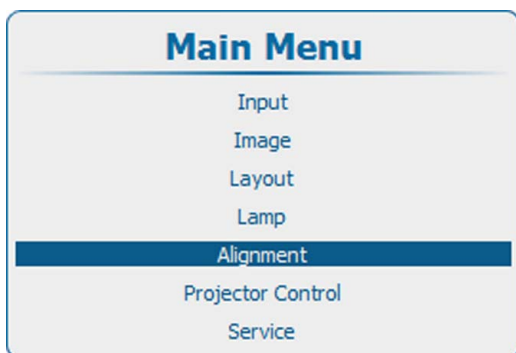 Main Menu
Input
Image
Layout
Lamp
Alignment
Projector Control
Service